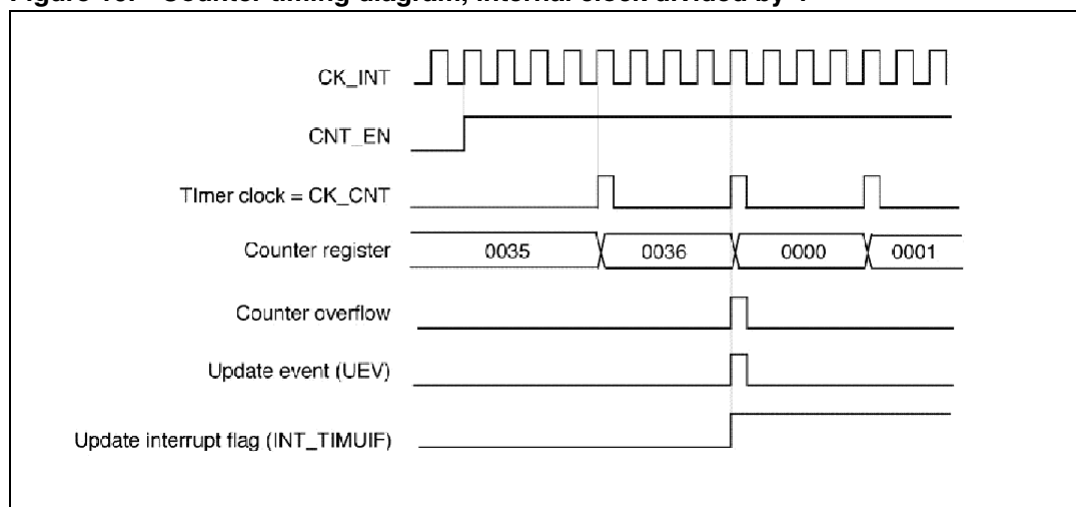 CK_INT
CNT_EN
TImer clock = CK_CNT
Counter register 0035 0036 0000 0001
Counter overflow
Update event (UEV)
Update interrupt flag (INT_TIMUIF)